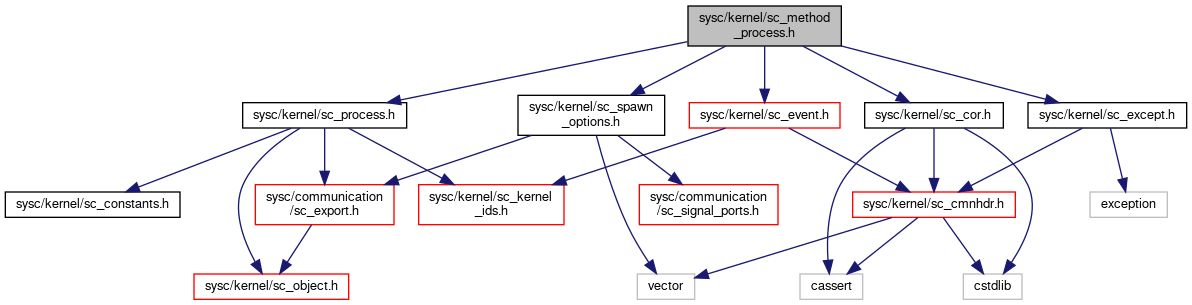 sysc/kernel/sc_method
_process.h
sysc/kernel/sc_process.h
sysc/kernel/sc_spawn
_options.h
sysc/kernel/sc_event.h
sysc/kernel/sc_cor.h
sysc/kernel/sc_except.h
sysc/kernel/sc_constants.h
sysc/communication
/sc_export.h
sysc/kernel/sc_kernel
_ids.h
sysc/communication
/sc_signal_ports.h
sysc/kernel/sc_cmnhdr.h
exception
sysc/kernel/sc_object.h
vector
cassert
cstdlib